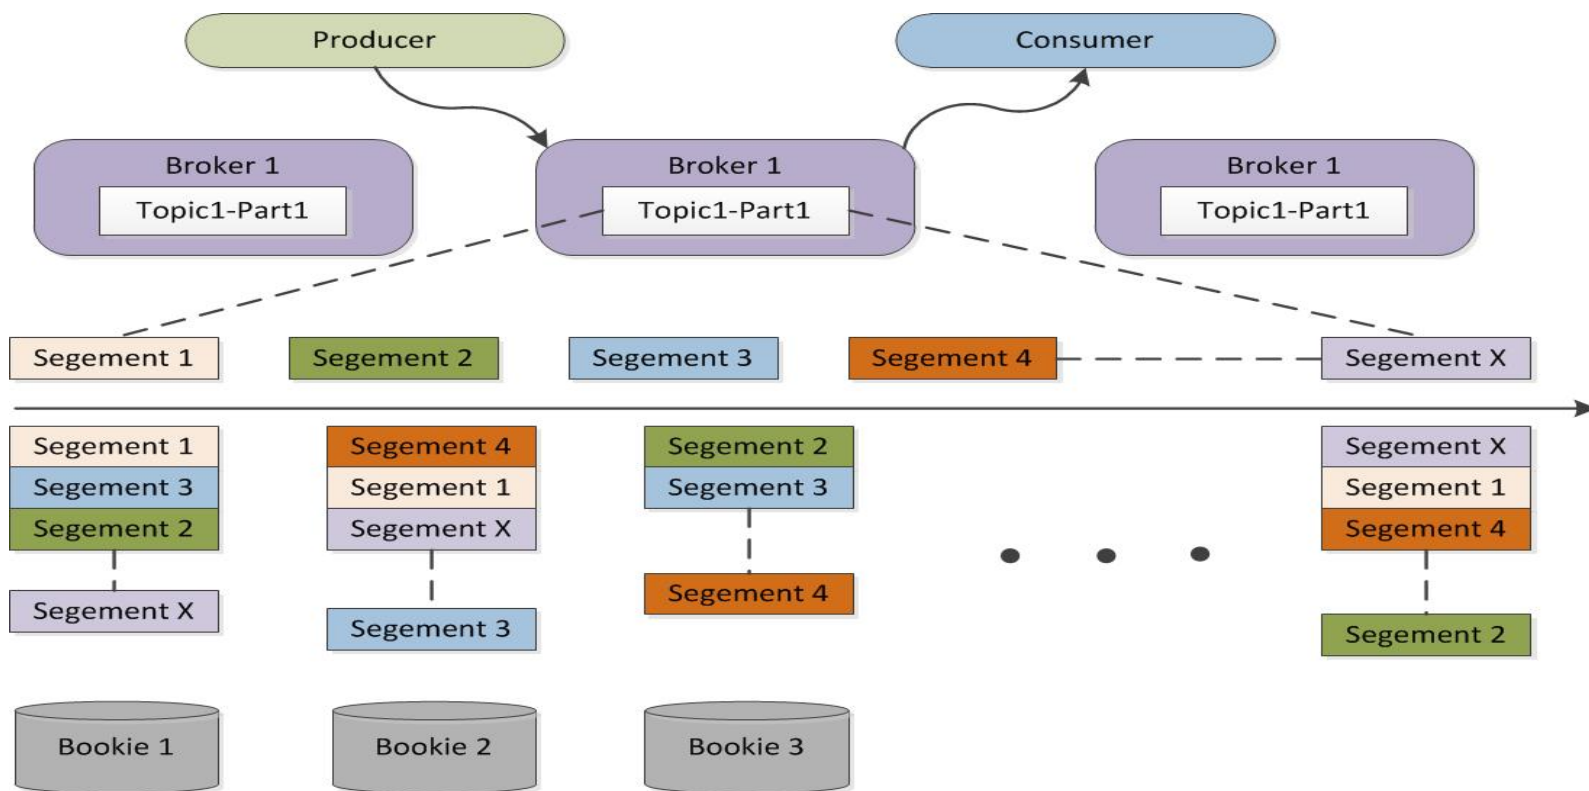 Producer
Consumer
Broker 1
Topic1-Part1
Broker 1
Topic1-Part1
Broker 1
Topic1-Part1
Segement 1
Segement 2
Segement 3
Segement 4
Segement X
Segement 1
Segement 3
Segement 2
Segement X
Segement 4
Segement 1
Segement X
Segement 3
Segement 2
Segement 3
Segement 4
Segement X
Segement 1
Segement 4
Segement 2
Bookie 1
Bookie 2
Bookie 3